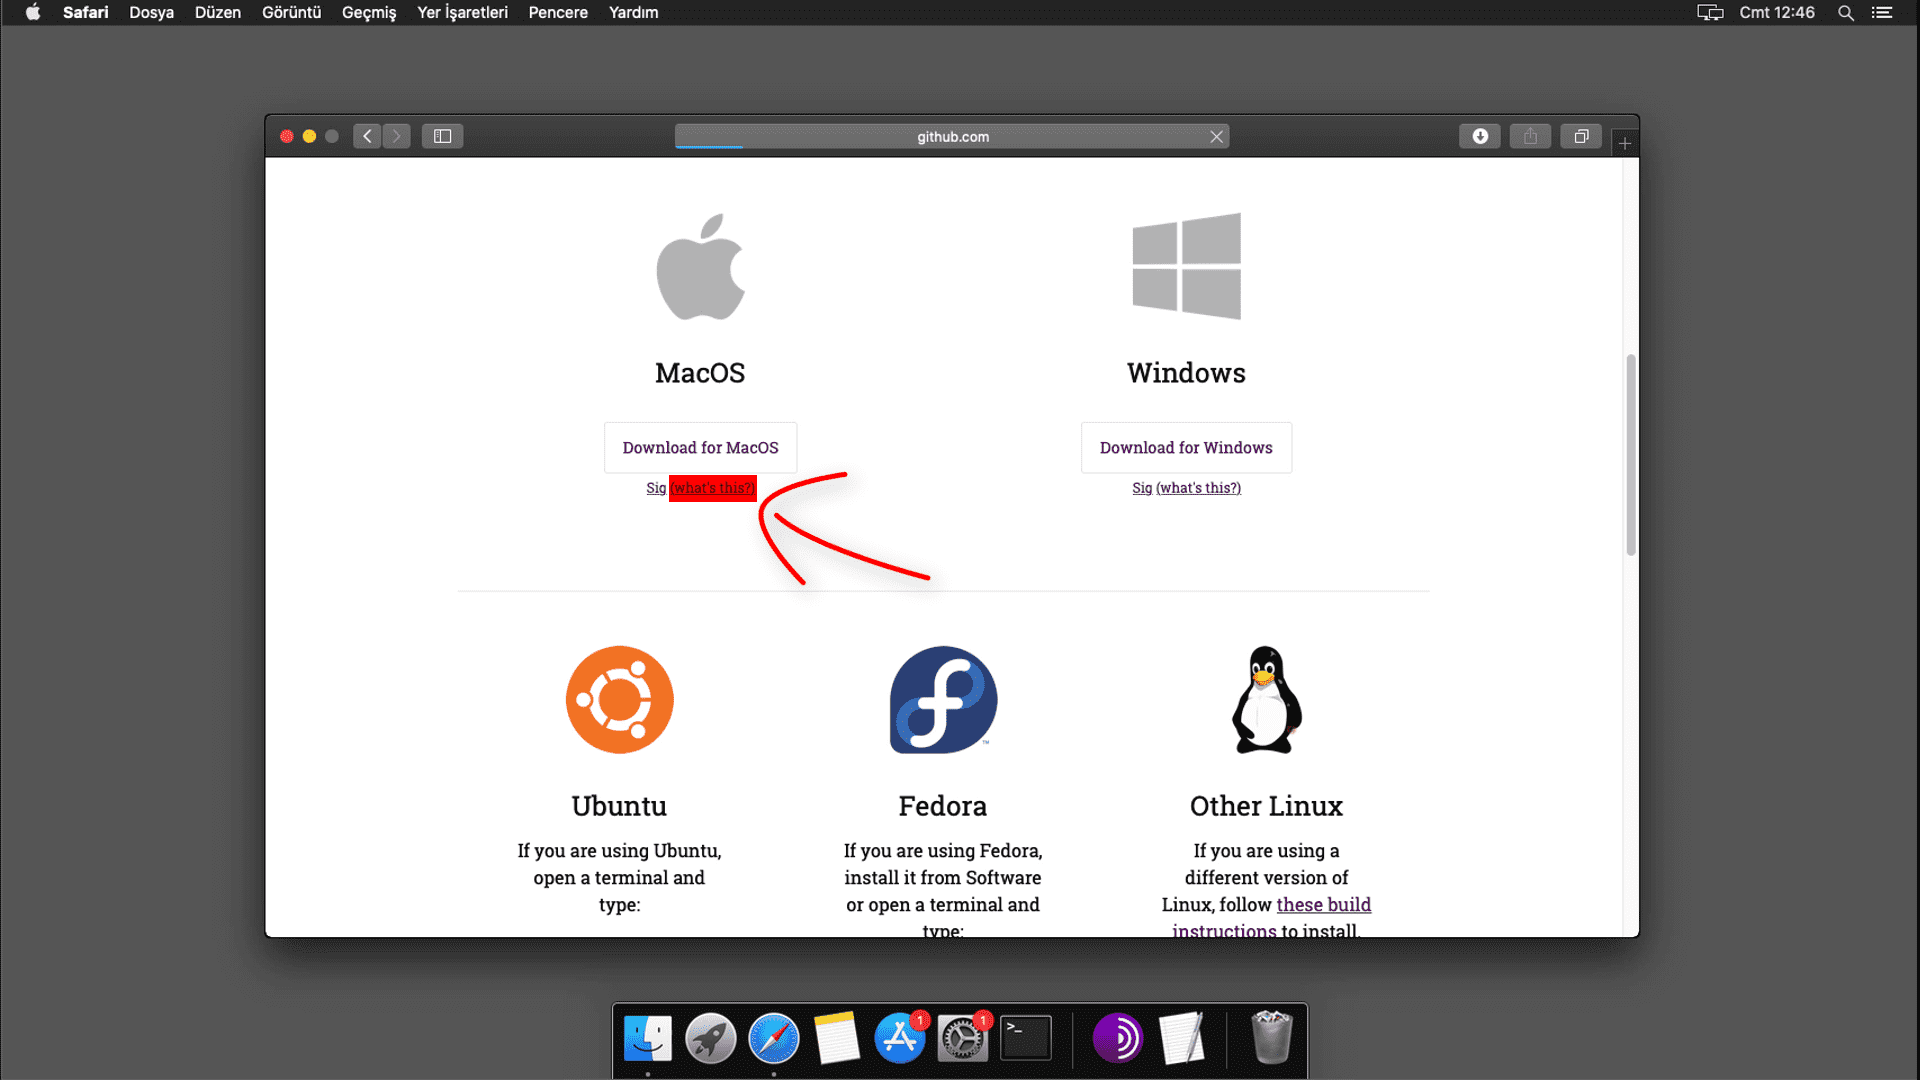 Safari Dosya Düzen Görüntü Geçmiş Yer İşaretleri Pencere Yardım Cmt 12:46
github.com
MacOS
Windows
Download for MacOS
Download for Windows
Sig (what's this?)
Sig (what's this?)
Ubuntu
If you are using Ubuntu,
open a terminal and
type:
Fedora
If you are using Fedora,
install it from Software
or open a terminal and
type:
TM
Other Linux
If you are using a
different version of
Linux, follow these build
instructions to install.
1
1
>_